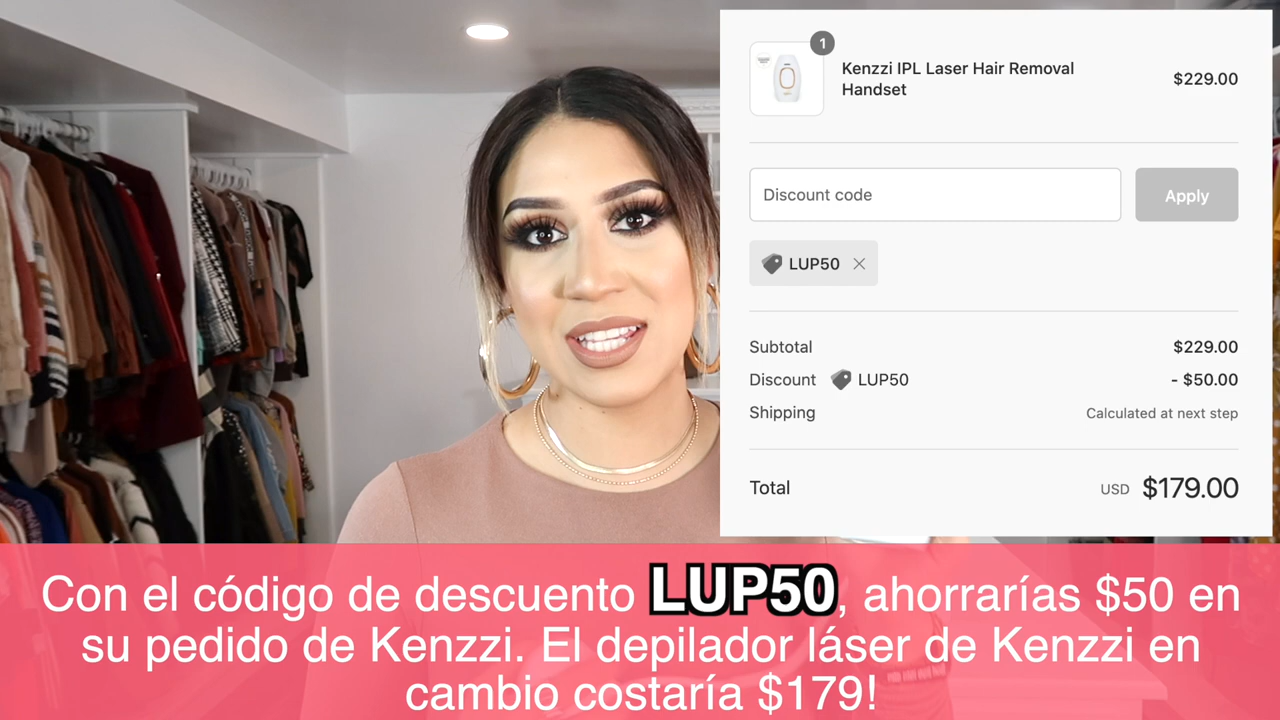 1
Kenzzi IPL Laser Hair Removal
Handset
$229.00
Discount code
Apply
LUP50
Subtotal
$229.00
Discount LUP50
- $50.00
Shipping
Calculated at next step
Total
USD $179.00
Con el código de descuento LUP50, ahorrarías $50 en
su pedido de Kenzzi. El depilador láser de Kenzzi en
cambio costaría $179!